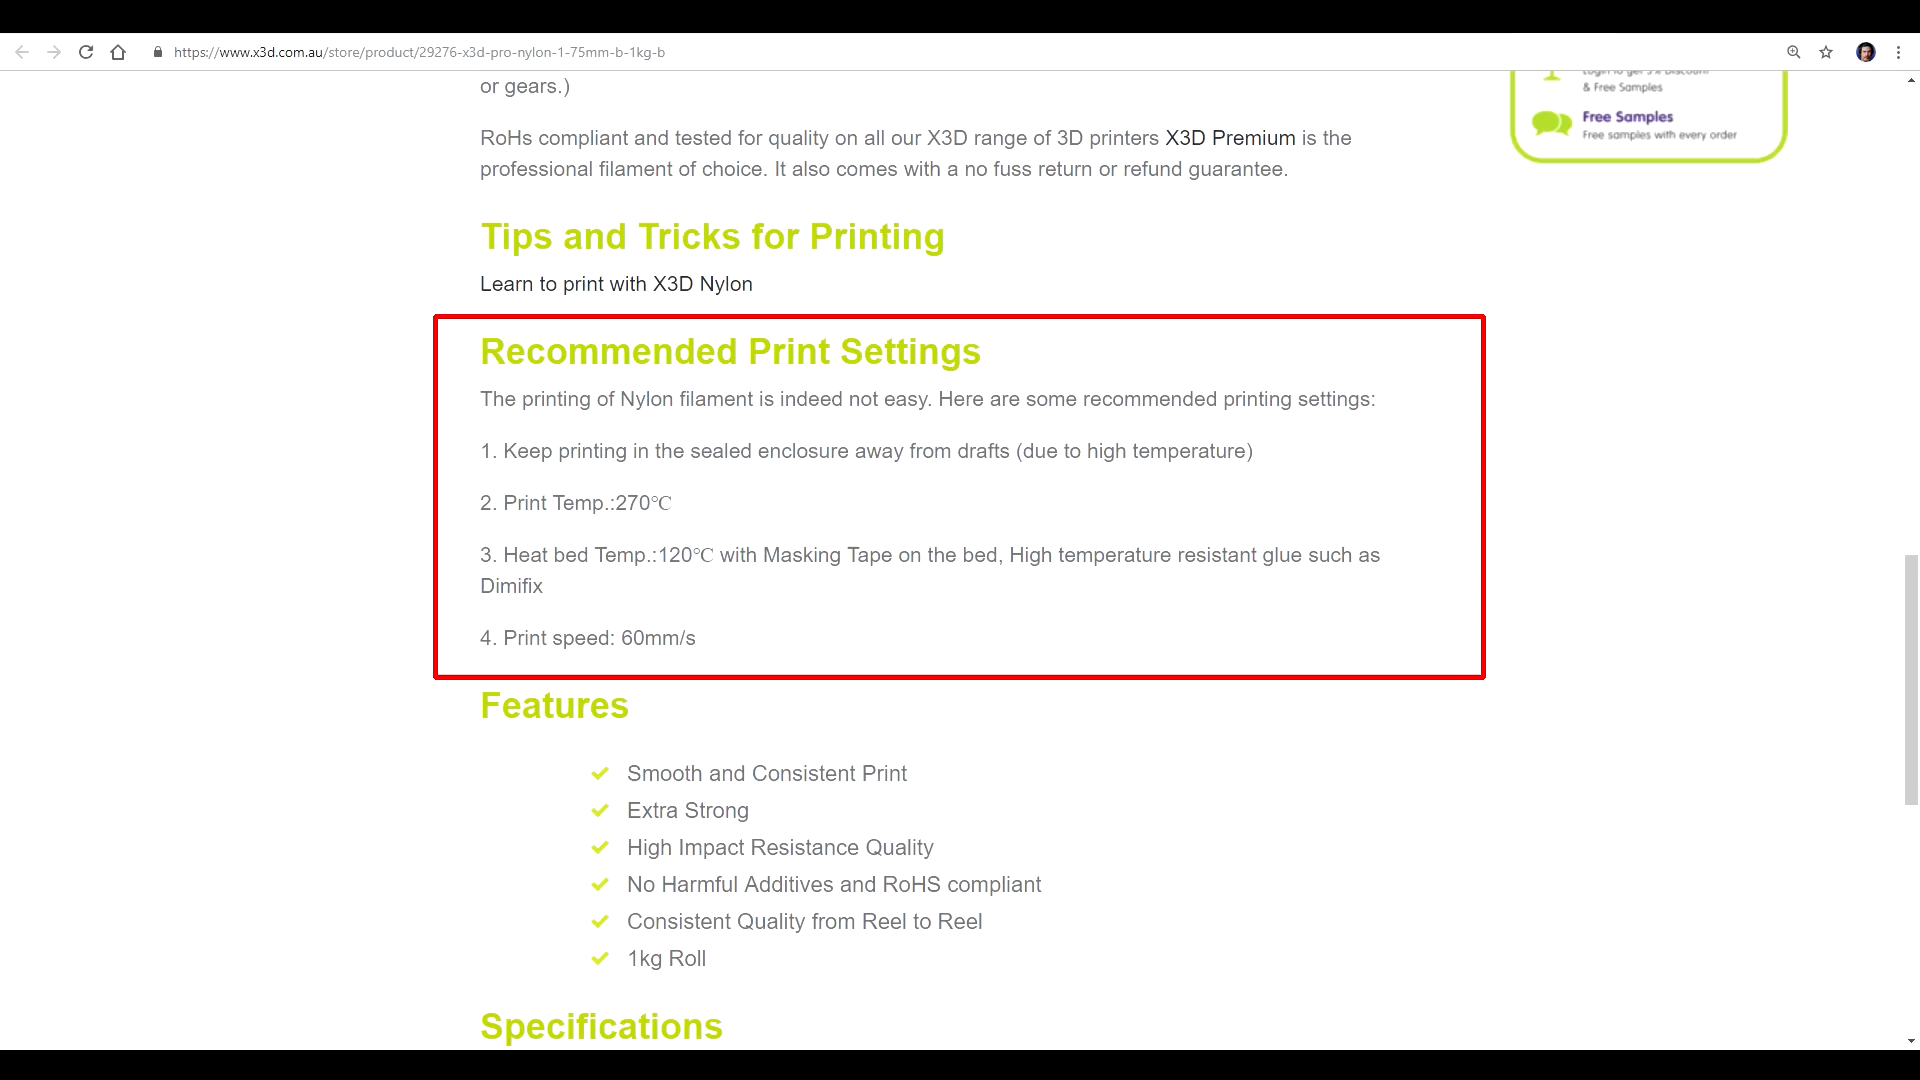 https://www.x3d.com.au/store/product/29276-x3d-pro-nylon-1-75mm-b-1kg-b
or gears.)
& Free Samples
Free Samples
Free samples with every order
RoHs compliant and tested for quality on all our X3D range of 3D printers X3D Premium is the
professional filament of choice. It also comes with a no fuss return or refund guarantee.
Tips and Tricks for Printing
Learn to print with X3D Nylon
Recommended Print Settings
The printing of Nylon filament is indeed not easy. Here are some recommended printing settings:
1. Keep printing in the sealed enclosure away from drafts (due to high temperature)
2. Print Temp.:270℃
3. Heat bed Temp.:120℃ with Masking Tape on the bed, High temperature resistant glue such as
Dimifix
4. Print speed: 60mm/s
Features
Smooth and Consistent Print
Extra Strong
High Impact Resistance Quality
No Harmful Additives and RoHS compliant
Consistent Quality from Reel to Reel
1kg Roll
Specifications